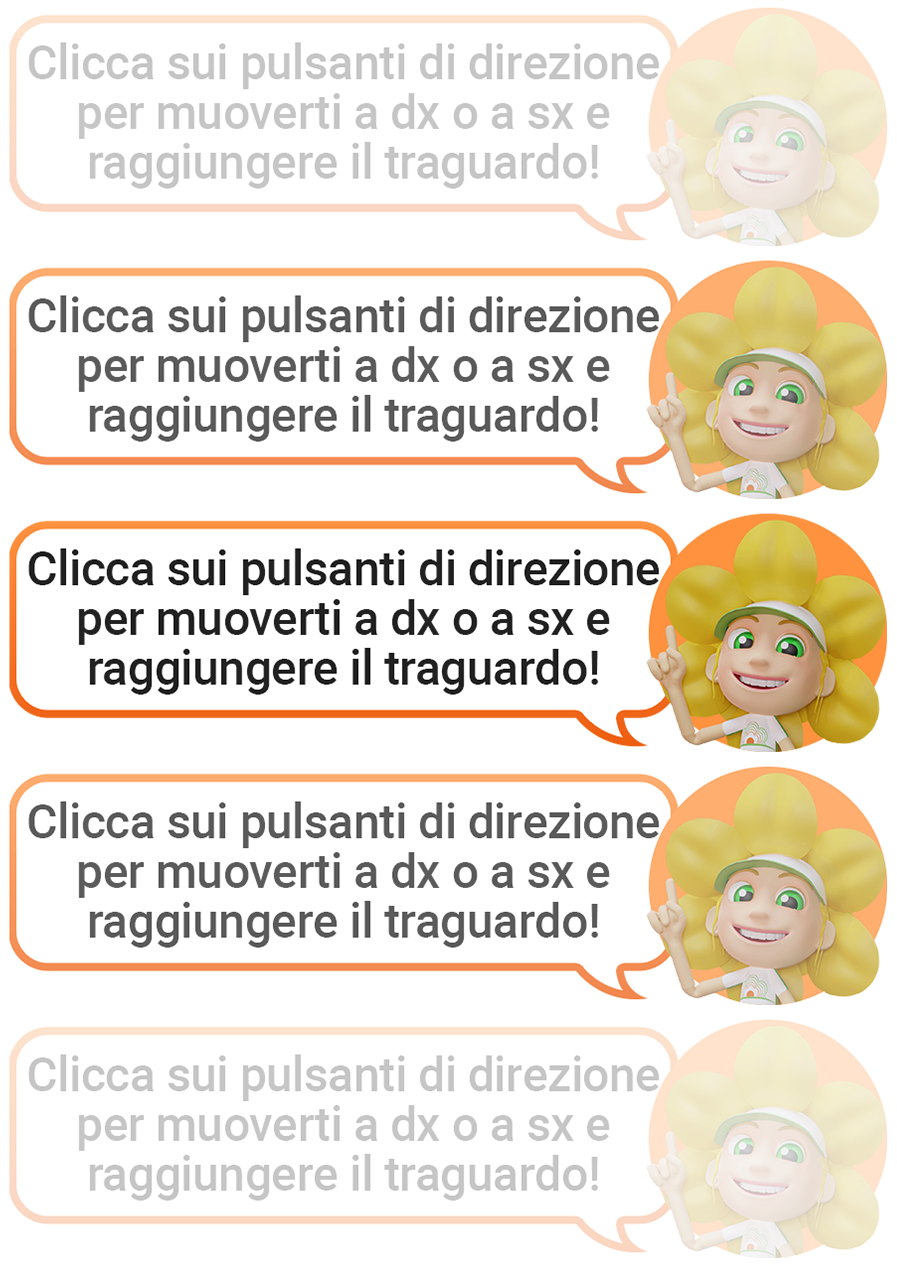 Clicca sui pulsanti di direzione
per muoverti a dx o a sx e
raggiungere il traguardo!
Clicca sui pulsanti di direzione
per muoverti a dx o a sx e
raggiungere il traguardo!
Clicca sui pulsanti di direzione
per muoverti a dx o a sx e
raggiungere il traguardo!
Clicca sui pulsanti di direzione
per muoverti a dx o a sx e
raggiungere il traguardo!
Clicca sui pulsanti di direzione
per muoverti a dx o a sx e
raggiungere il traguardo!